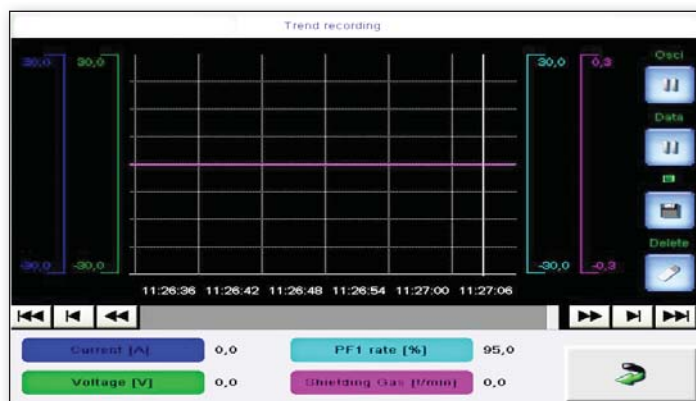 Trend recording
30,0 30,0 30,0 0,3 Osci
Data
-30,0 -30,0 -30,0 -0,3 Delete
11:26:36 11:26:42 11:26:48 11:26:54 11:27:00 11:27:06
Current [A] 0,0 PF1 rate [%] 95,0
Voltage [V] 0,0 Shielding Gas [l/min] 0,0